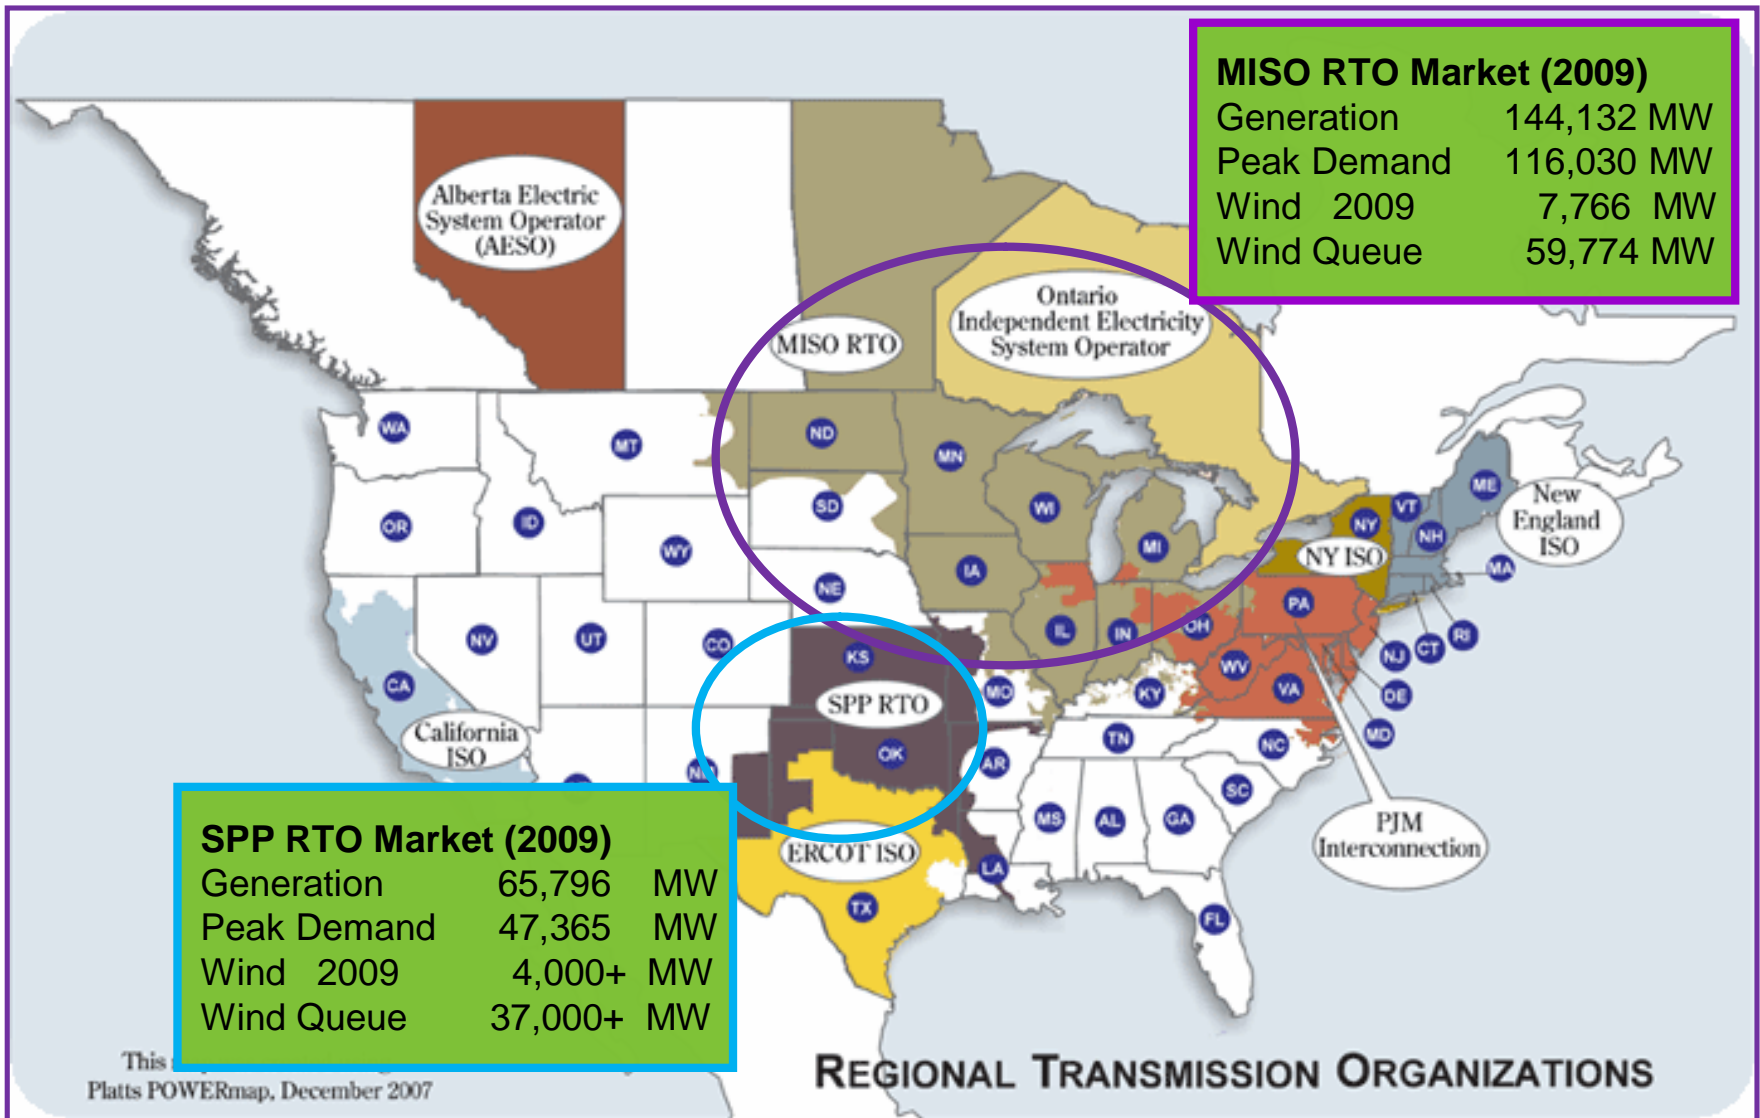 MISO RTO Market (2009)
Generation 144,132 MW
Peak Demand 116,030 MW
Wind 2009 7,766 MW
Wind Queue 59,774 MW
Alberta Electric
System Operator
(AESO)
Ontario
Independent Electricity
System Operator
MISO RTO
WA
MT
ND
MN
OR
ID
SD
WI
MI
WY
IA
NE
NY
VT
NH
ME
New
England
ISO
NY ISO
MA
NV
UT
CO
KS
IL
IN
OH
PA
NJ
CT
RI
WV
VA
DE
MD
CA
MO
KY
SPP RTO
California
ISO
OK
AR
TN
NC
SC
MS
AL
GA
PJM
Interconnection
ERCOT ISO
LA
TX
FL
SPP RTO Market (2009)
Generation 65,796 MW
Peak Demand 47,365 MW
Wind 2009 4,000+ MW
Wind Queue 37,000+ MW
This
Platts POWERmap, December 2007
REGIONAL TRANSMISSION ORGANIZATIONS